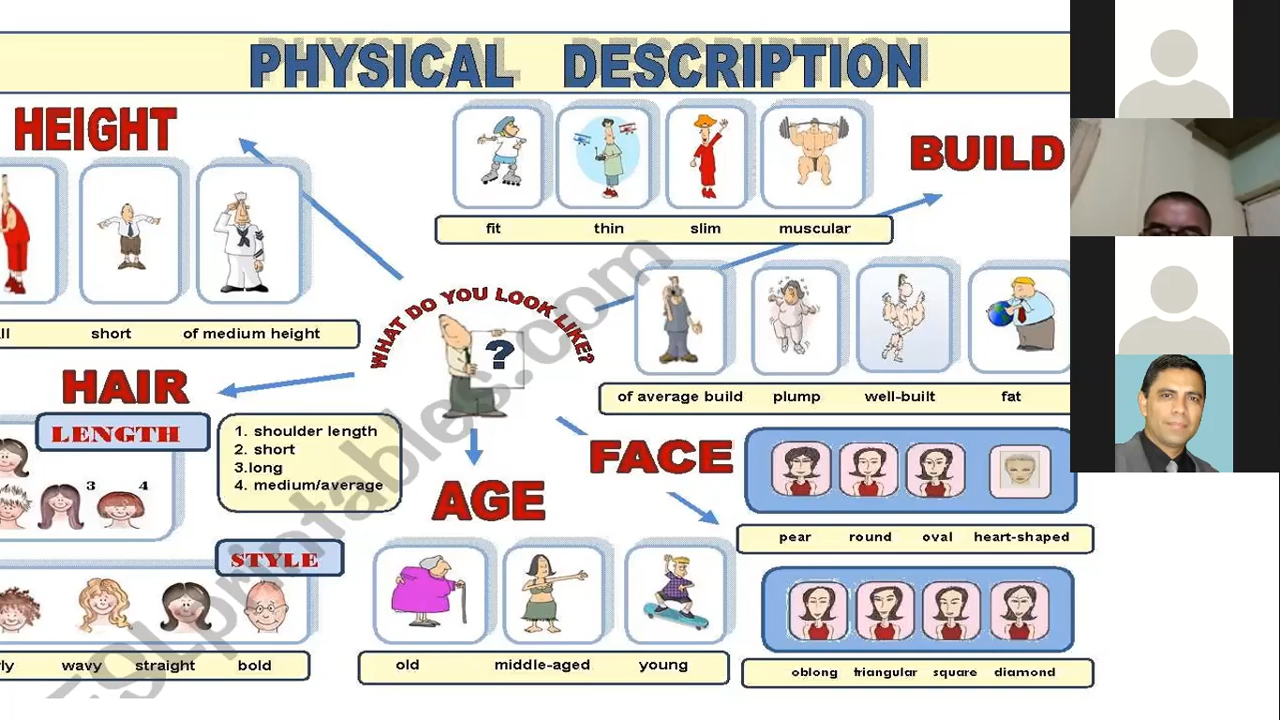 PHYSICAL DESCRIPTION
HEIGHT
short of medium height
BUILD
fit thin slim muscular
of average build plump well-built fat
WHAT DO YOU LOOK LIKE?
?
HAIR
LENGTH
1. shoulder length
2. short
3.long
4. medium/average
3 4
STYLE
wavy straight bold
AGE
old middle-aged young
FACE
pear round oval heart-shaped
oblong triangular square diamond